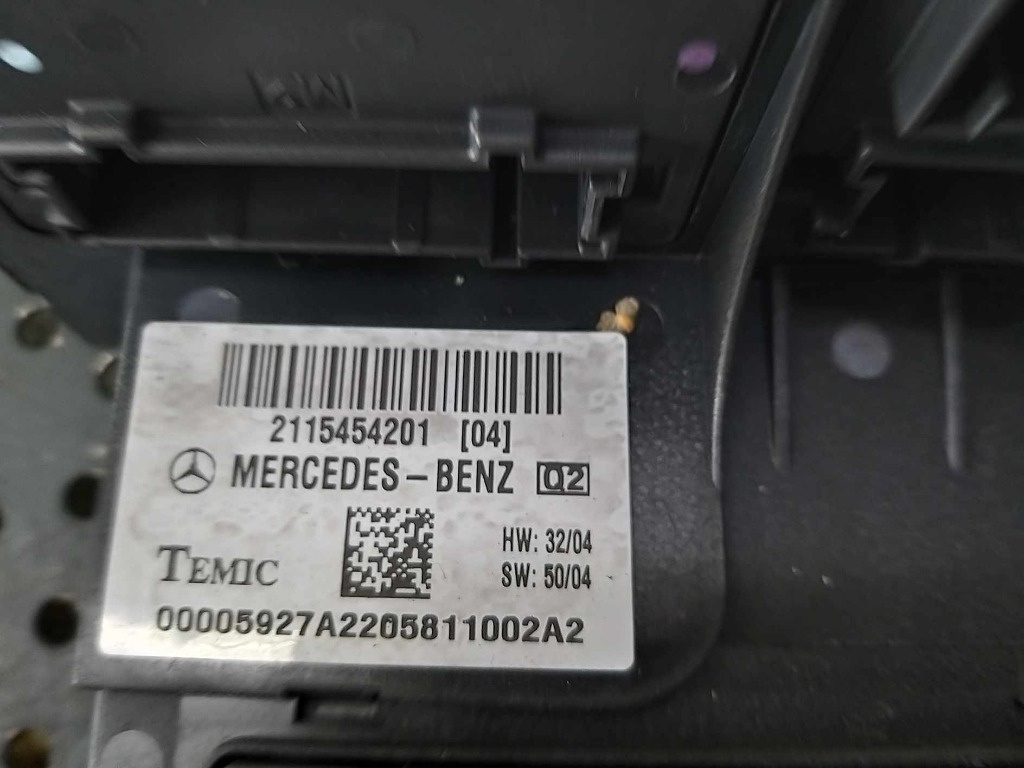 2115454201 [04]
MERCEDES-BENZ Q2
HW: 32/04
TEMIC
SW: 50/04
00005927A2205811002A2